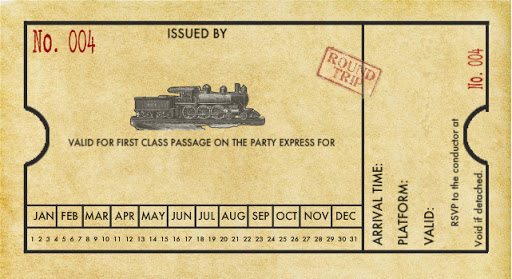 No. 004
ISSUED BY
ROUND
TRIP
VALID FOR FIRST CLASS PASSAGE ON THE PARTY EXPRESS FOR
JAN FEB MAR APR MAY JUN JUL AUG SEP OCT NOV DEC
1 2 3 4 5 6 7 8 9 10 11 12 13 14 15 16 17 18 19 20 21 22 23 24 25 26 27 28 29 30 31
ARRIVAL TIME:
PLATFORM:
VALID:
RSVP to the conductor at
Void if detached.
No. 004